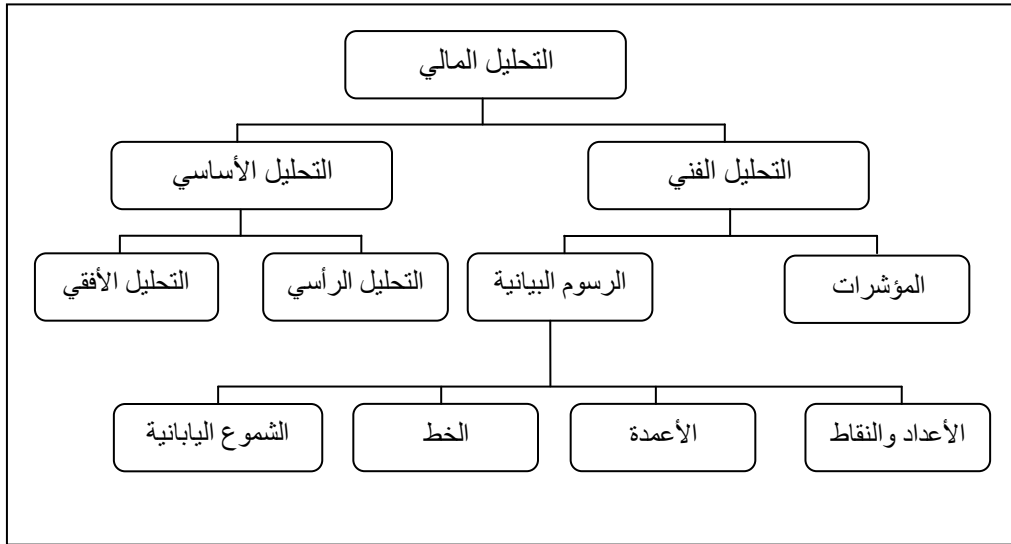 التحليل المالي
التحليل الفني
التحليل الأساسي
المؤشرات
الرسوم البيانية
التحليل الرأسي
التحليل الأفقي
الأعداد والنقاط
الأعمدة
الخط
الشموع اليابانية